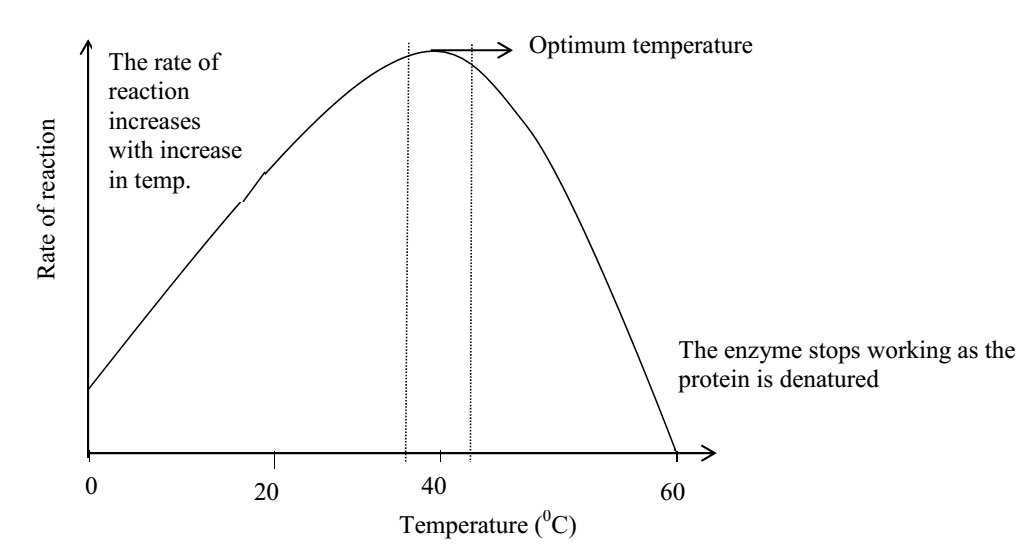 Optimum temperature
The rate of
reaction
increases
with increase
in temp.
Rate of reaction
The enzyme stops working as the
protein is denatured
0
20
40
60
Temperature (⁰C)